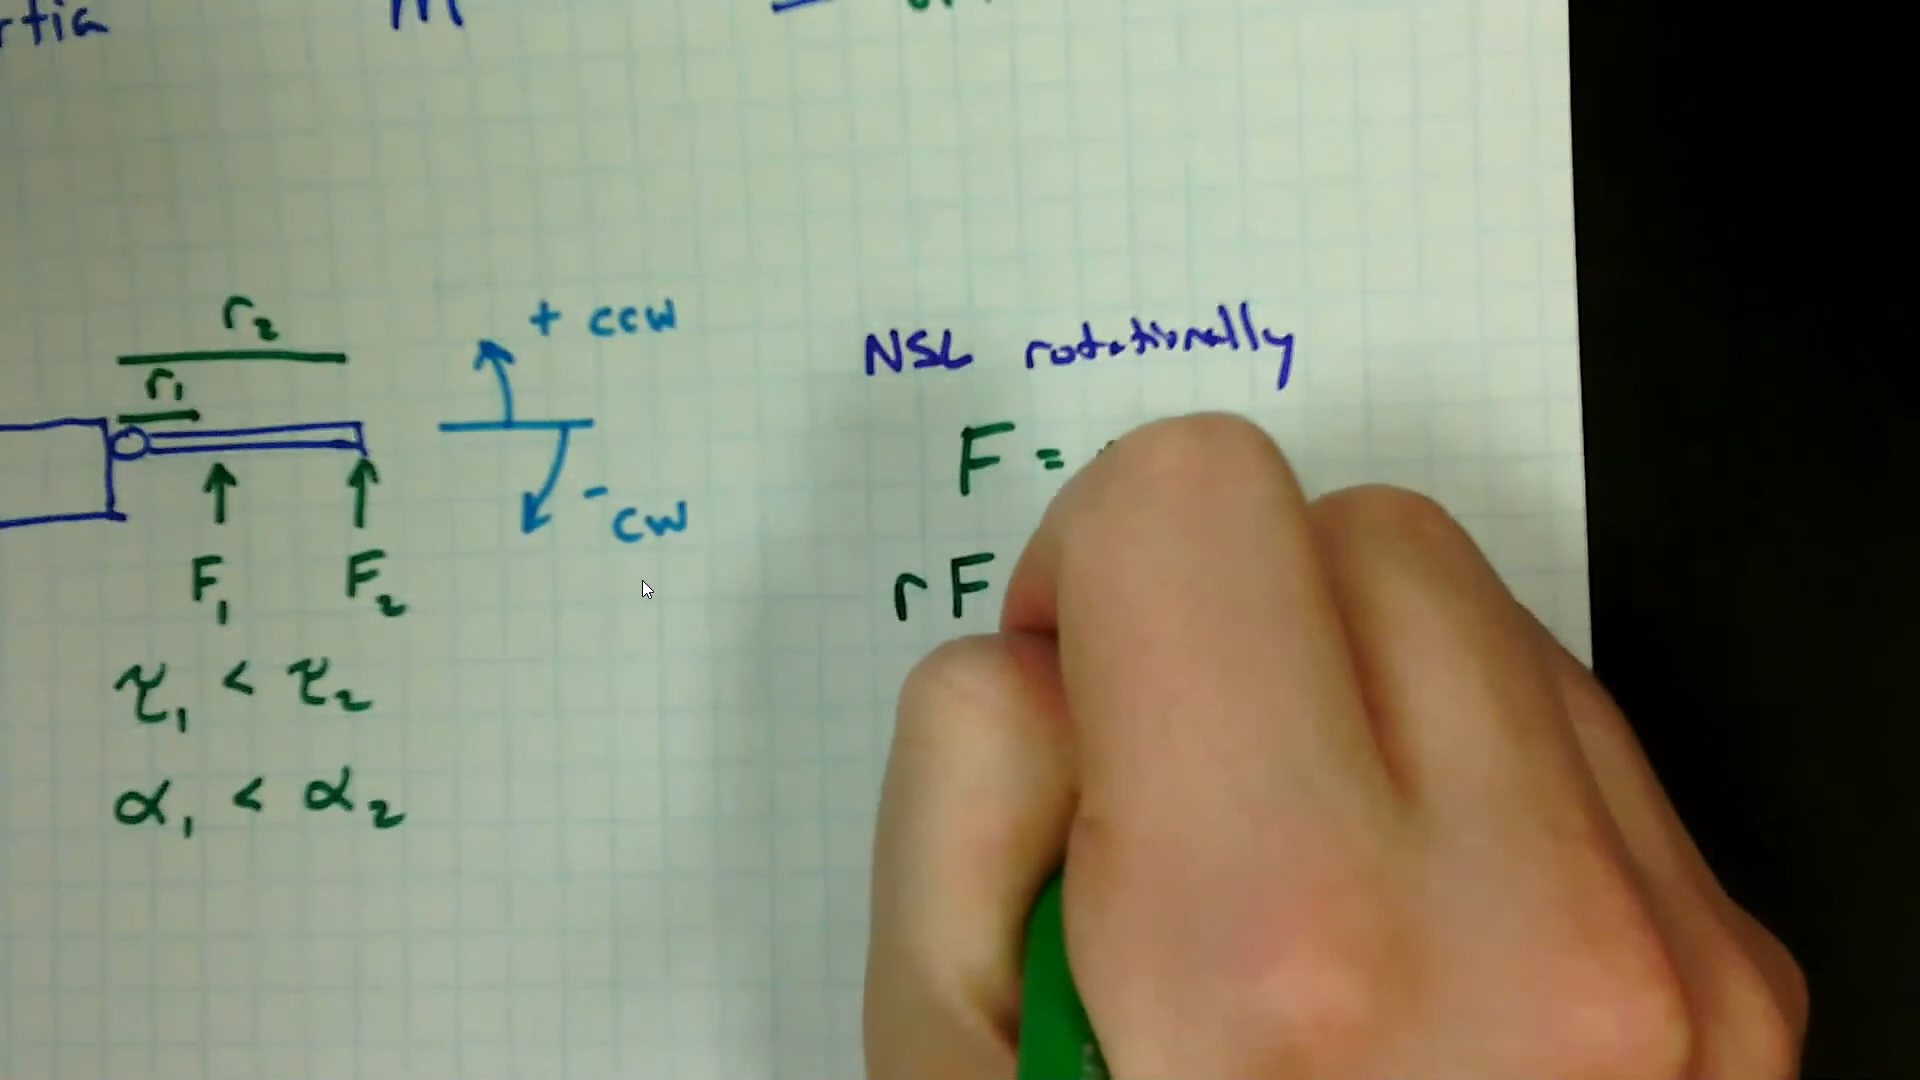 rtia m
r₂
r₁
+ ccw
- cw
F₁ F₂
τ₁ < τ₂
α₁ < α₂
NSL rotationally
F =
rF